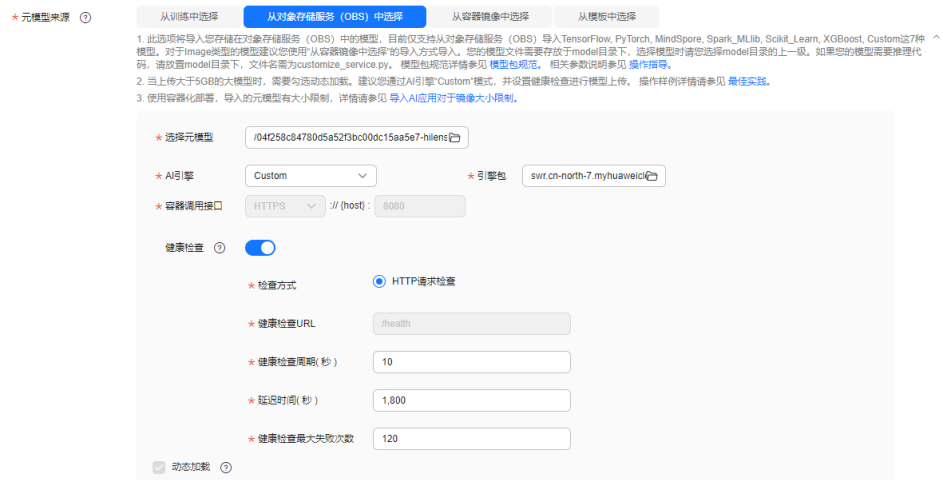 * 元模型来源 ?
从训练中选择 从对象存储服务（OBS）中选择 从容器镜像中选择 从模板中选择
1. 此选项将导入您存储在对象存储服务（OBS）中的模型，目前仅支持从对象存储服务（OBS）导入TensorFlow, PyTorch, MindSpore, Spark_MLlib, Scikit_Learn, XGBoost, Custom这7种
模型。对于Image类型的模型建议您使用“从容器镜像中选择”的导入方式导入。您的模型文件需要存放于model目录下，选择模型时请您选择model目录的上一级。如果您的模型需要推理代
码，请放置model目录下，文件名需为customize_service.py。 模型包规范详情参见 模型包规范。 相关参数说明参见 操作指导。
2. 当上传大于5GB的大模型时，需要勾选动态加载。建议您通过AI引擎“Custom”模式，并设置健康检查进行模型上传。 操作样例详情请参见 最佳实践。
3. 使用容器化部署，导入的元模型有大小限制，详情请参见 导入AI应用对于镜像大小限制。
* 选择元模型 /04f258c84780d5a52f3bc00dc15aa5e7-hilens
* AI引擎 Custom * 引擎包 swr.cn-north-7.myhuaweicl
* 容器调用接口 HTTPS :// {host} : 8080
健康检查 ?
* 检查方式 HTTP请求检查
* 健康检查URL /health
* 健康检查周期( 秒 ) 10
* 延迟时间( 秒 ) 1,800
* 健康检查最大失败次数 120
动态加载 ?